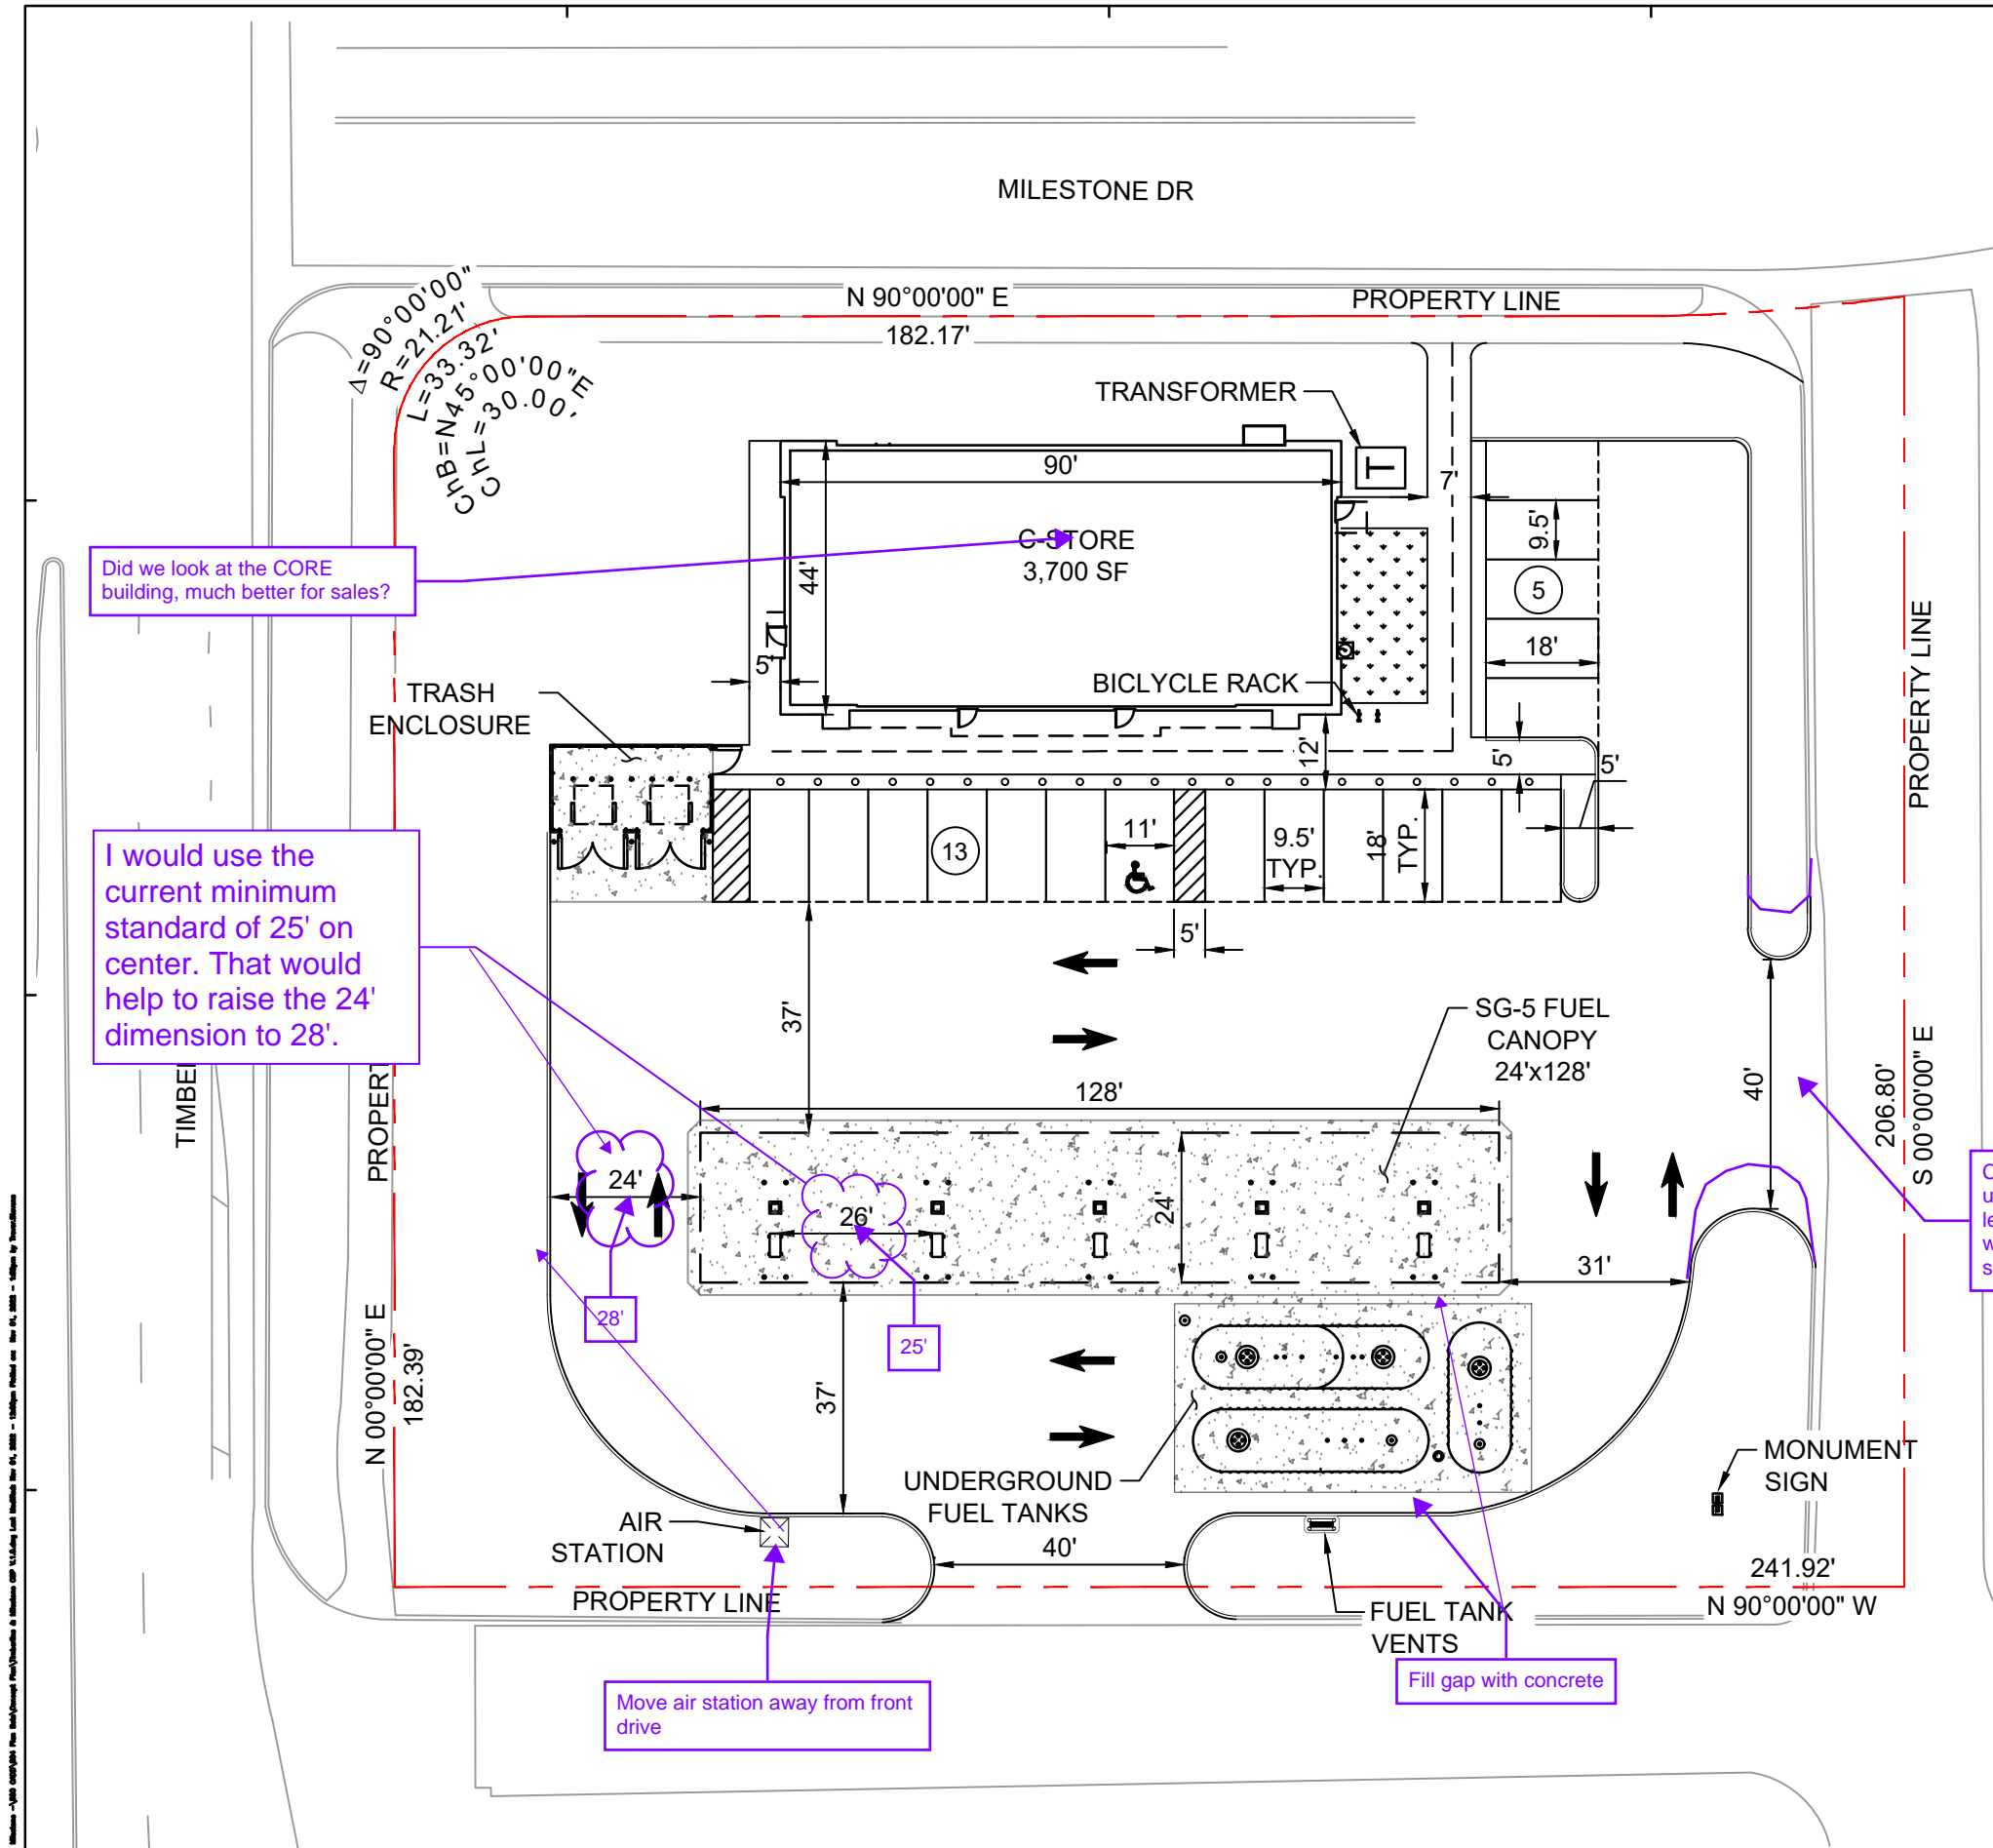 MILESTONE DR
N 90°00'00" E
PROPERTY LINE
182.17'
Δ=90°00'00"
R=21.21'
L=33.32'
ChB=N45°00'00"E
ChL=30.00'
TRANSFORMER
T
90'
7'
C-STORE
3,700 SF
44'
9.5'
5
18'
Did we look at the CORE
building, much better for sales?
5'
BICLYCLE RACK
TRASH
ENCLOSURE
12'
5'
5'
PROPERTY LINE
13
11'
9.5'
TYP.
18'
TYP.
5'
I would use the
current minimum
standard of 25' on
center. That would
help to raise the 24'
dimension to 28'.
37'
SG-5 FUEL
CANOPY
24'x128'
128'
40'
206.80'
S 00°00'00" E
24'
26'
24'
31'
28'
25'
N 00°00'00" E
182.39'
37'
UNDERGROUND
FUEL TANKS
MONUMENT
SIGN
AIR
STATION
40'
241.92'
N 90°00'00" W
PROPERTY LINE
FUEL TANK
VENTS
Fill gap with concrete
Move air station away from front
drive